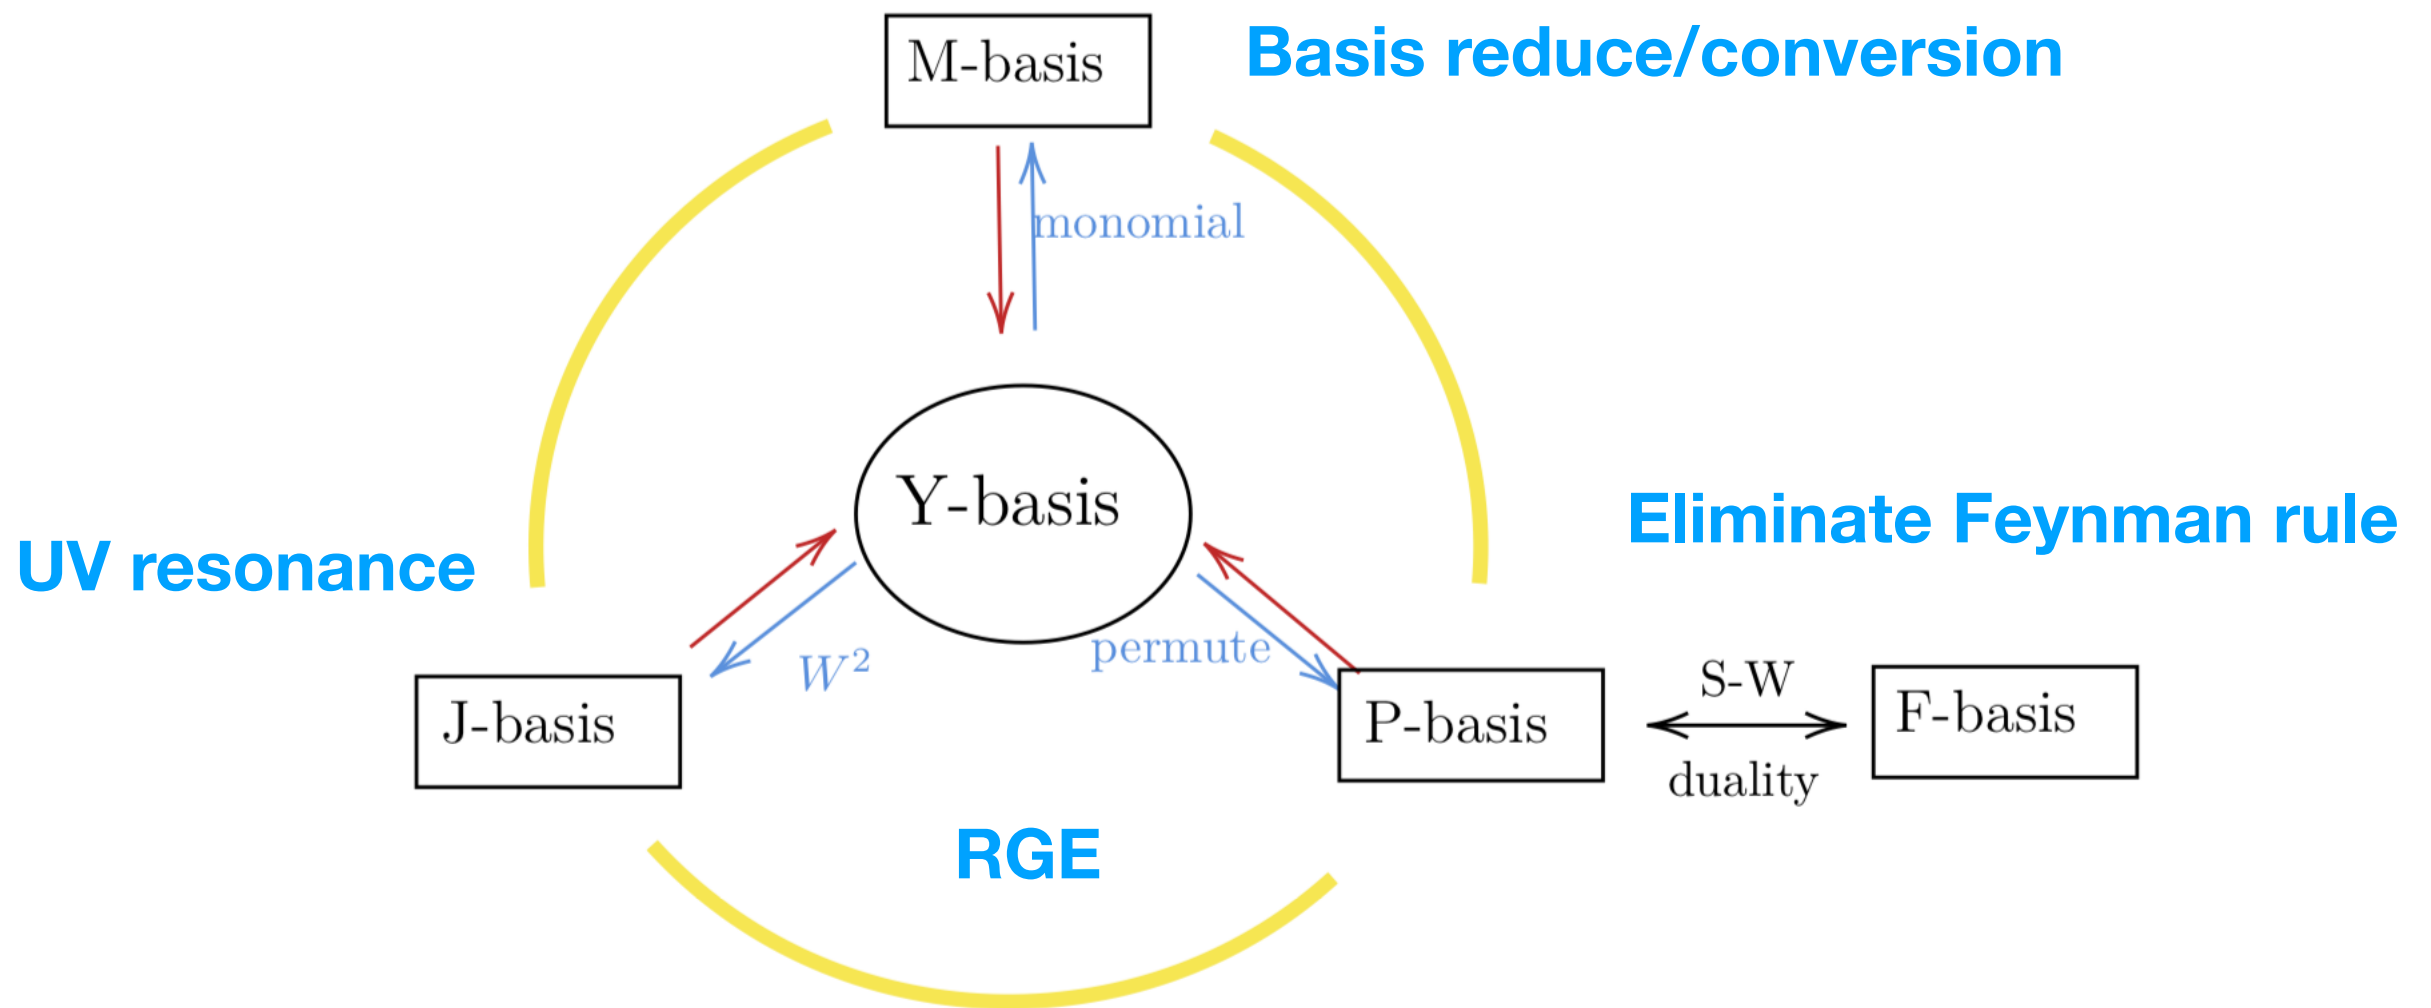 M-basis
Basis reduce/conversion
monomial
Y-basis
UV resonance
Eliminate Feynman rule
W²
permute
J-basis
P-basis
S-W
duality
F-basis
RGE